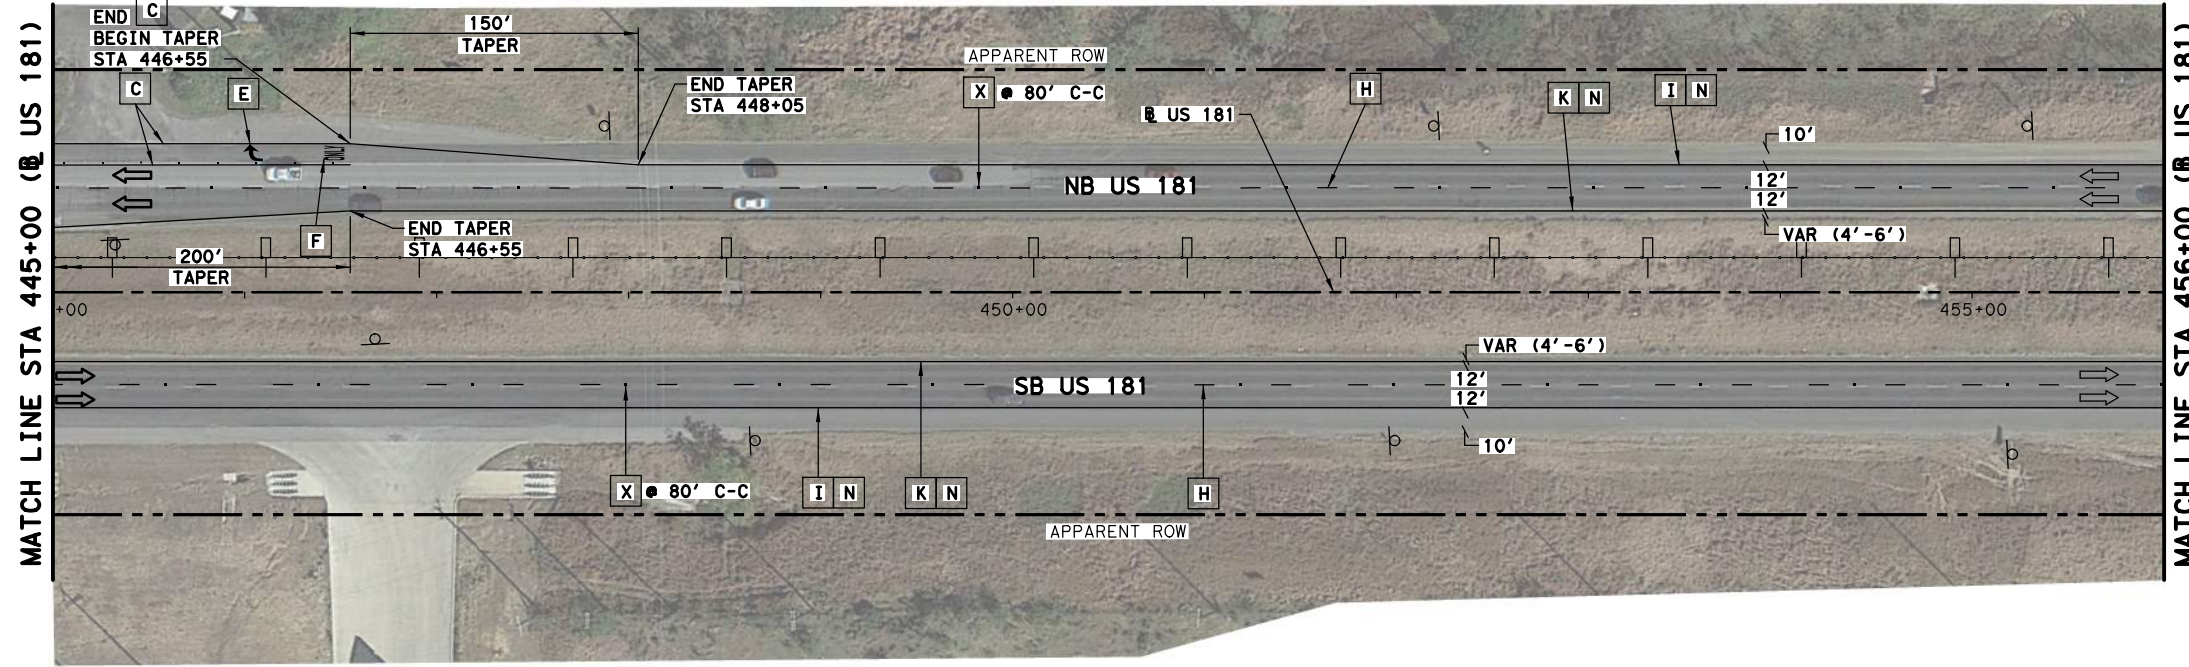 END C
BEGIN TAPER
STA 446+55
150'
TAPER
APPARENT ROW
C
E
END TAPER
STA 448+05
X @ 80' C-C
H
K N
I N
℄ US 181
10'
ONLY
NB US 181
12'
12'
VAR (4'-6')
F
END TAPER
STA 446+55
200'
TAPER
+00
450+00
455+00
VAR (4'-6')
SB US 181
12'
12'
10'
X @ 80' C-C
I N
K N
H
APPARENT ROW
MATCH LINE STA 445+00 (℄ US 181)
MATCH LINE STA 456+00 (℄ US 181)